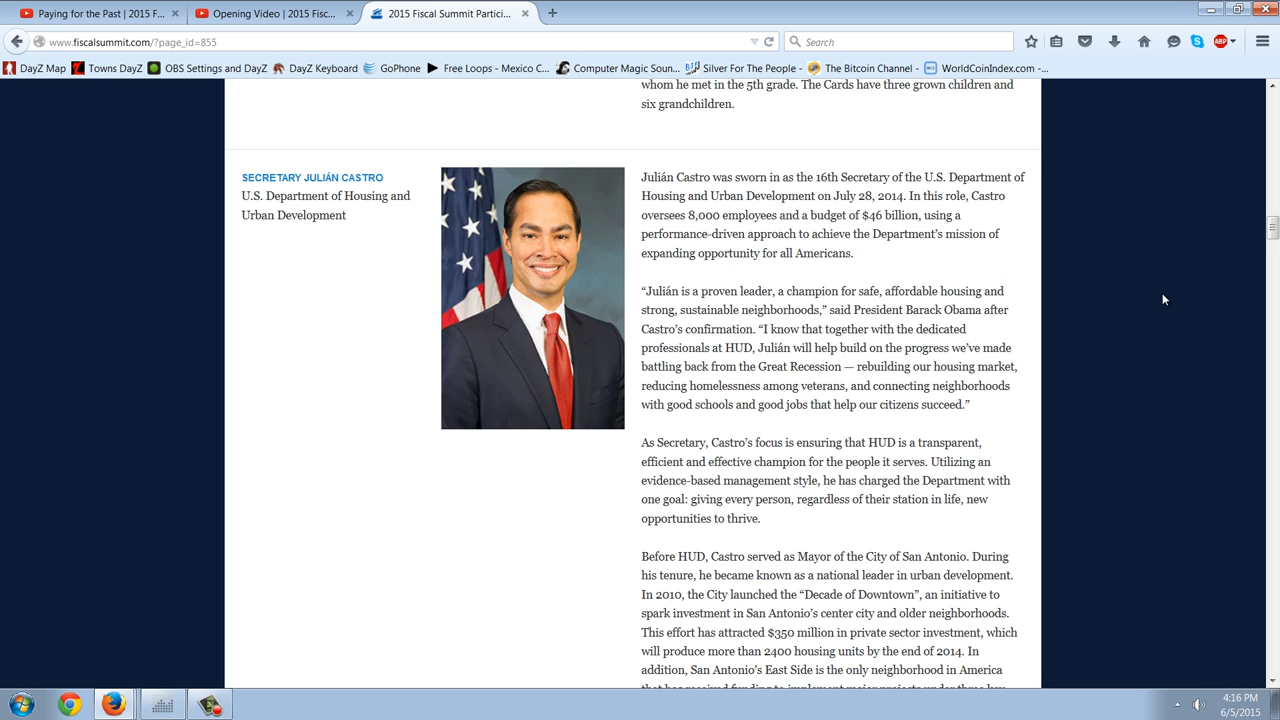 Paying for the Past | 2015 F...
Opening Video | 2015 Fisc...
2015 Fiscal Summit Partici...
www.fiscalsummit.com/?page_id=855
Search
ABP
DayZ Map
Towns DayZ
OBS Settings and DayZ
DayZ Keyboard
GoPhone
Free Loops - Mexico C...
Computer Magic Soun...
Silver For The People -
The Bitcoin Channel -
WorldCoinIndex.com -...
whom he met in the 5th grade. The Cards have three grown children and
six grandchildren.
SECRETARY JULIÁN CASTRO
U.S. Department of Housing and
Urban Development
Julián Castro was sworn in as the 16th Secretary of the U.S. Department of
Housing and Urban Development on July 28, 2014. In this role, Castro
oversees 8,000 employees and a budget of $46 billion, using a
performance-driven approach to achieve the Department’s mission of
expanding opportunity for all Americans.
“Julián is a proven leader, a champion for safe, affordable housing and
strong, sustainable neighborhoods,” said President Barack Obama after
Castro’s confirmation. “I know that together with the dedicated
professionals at HUD, Julián will help build on the progress we’ve made
battling back from the Great Recession — rebuilding our housing market,
reducing homelessness among veterans, and connecting neighborhoods
with good schools and good jobs that help our citizens succeed.”
As Secretary, Castro’s focus is ensuring that HUD is a transparent,
efficient and effective champion for the people it serves. Utilizing an
evidence-based management style, he has charged the Department with
one goal: giving every person, regardless of their station in life, new
opportunities to thrive.
Before HUD, Castro served as Mayor of the City of San Antonio. During
his tenure, he became known as a national leader in urban development.
In 2010, the City launched the “Decade of Downtown”, an initiative to
spark investment in San Antonio’s center city and older neighborhoods.
This effort has attracted $350 million in private sector investment, which
will produce more than 2400 housing units by the end of 2014. In
addition, San Antonio’s East Side is the only neighborhood in America
that has received funding to implement major projects under three key
4:16 PM
6/5/2015